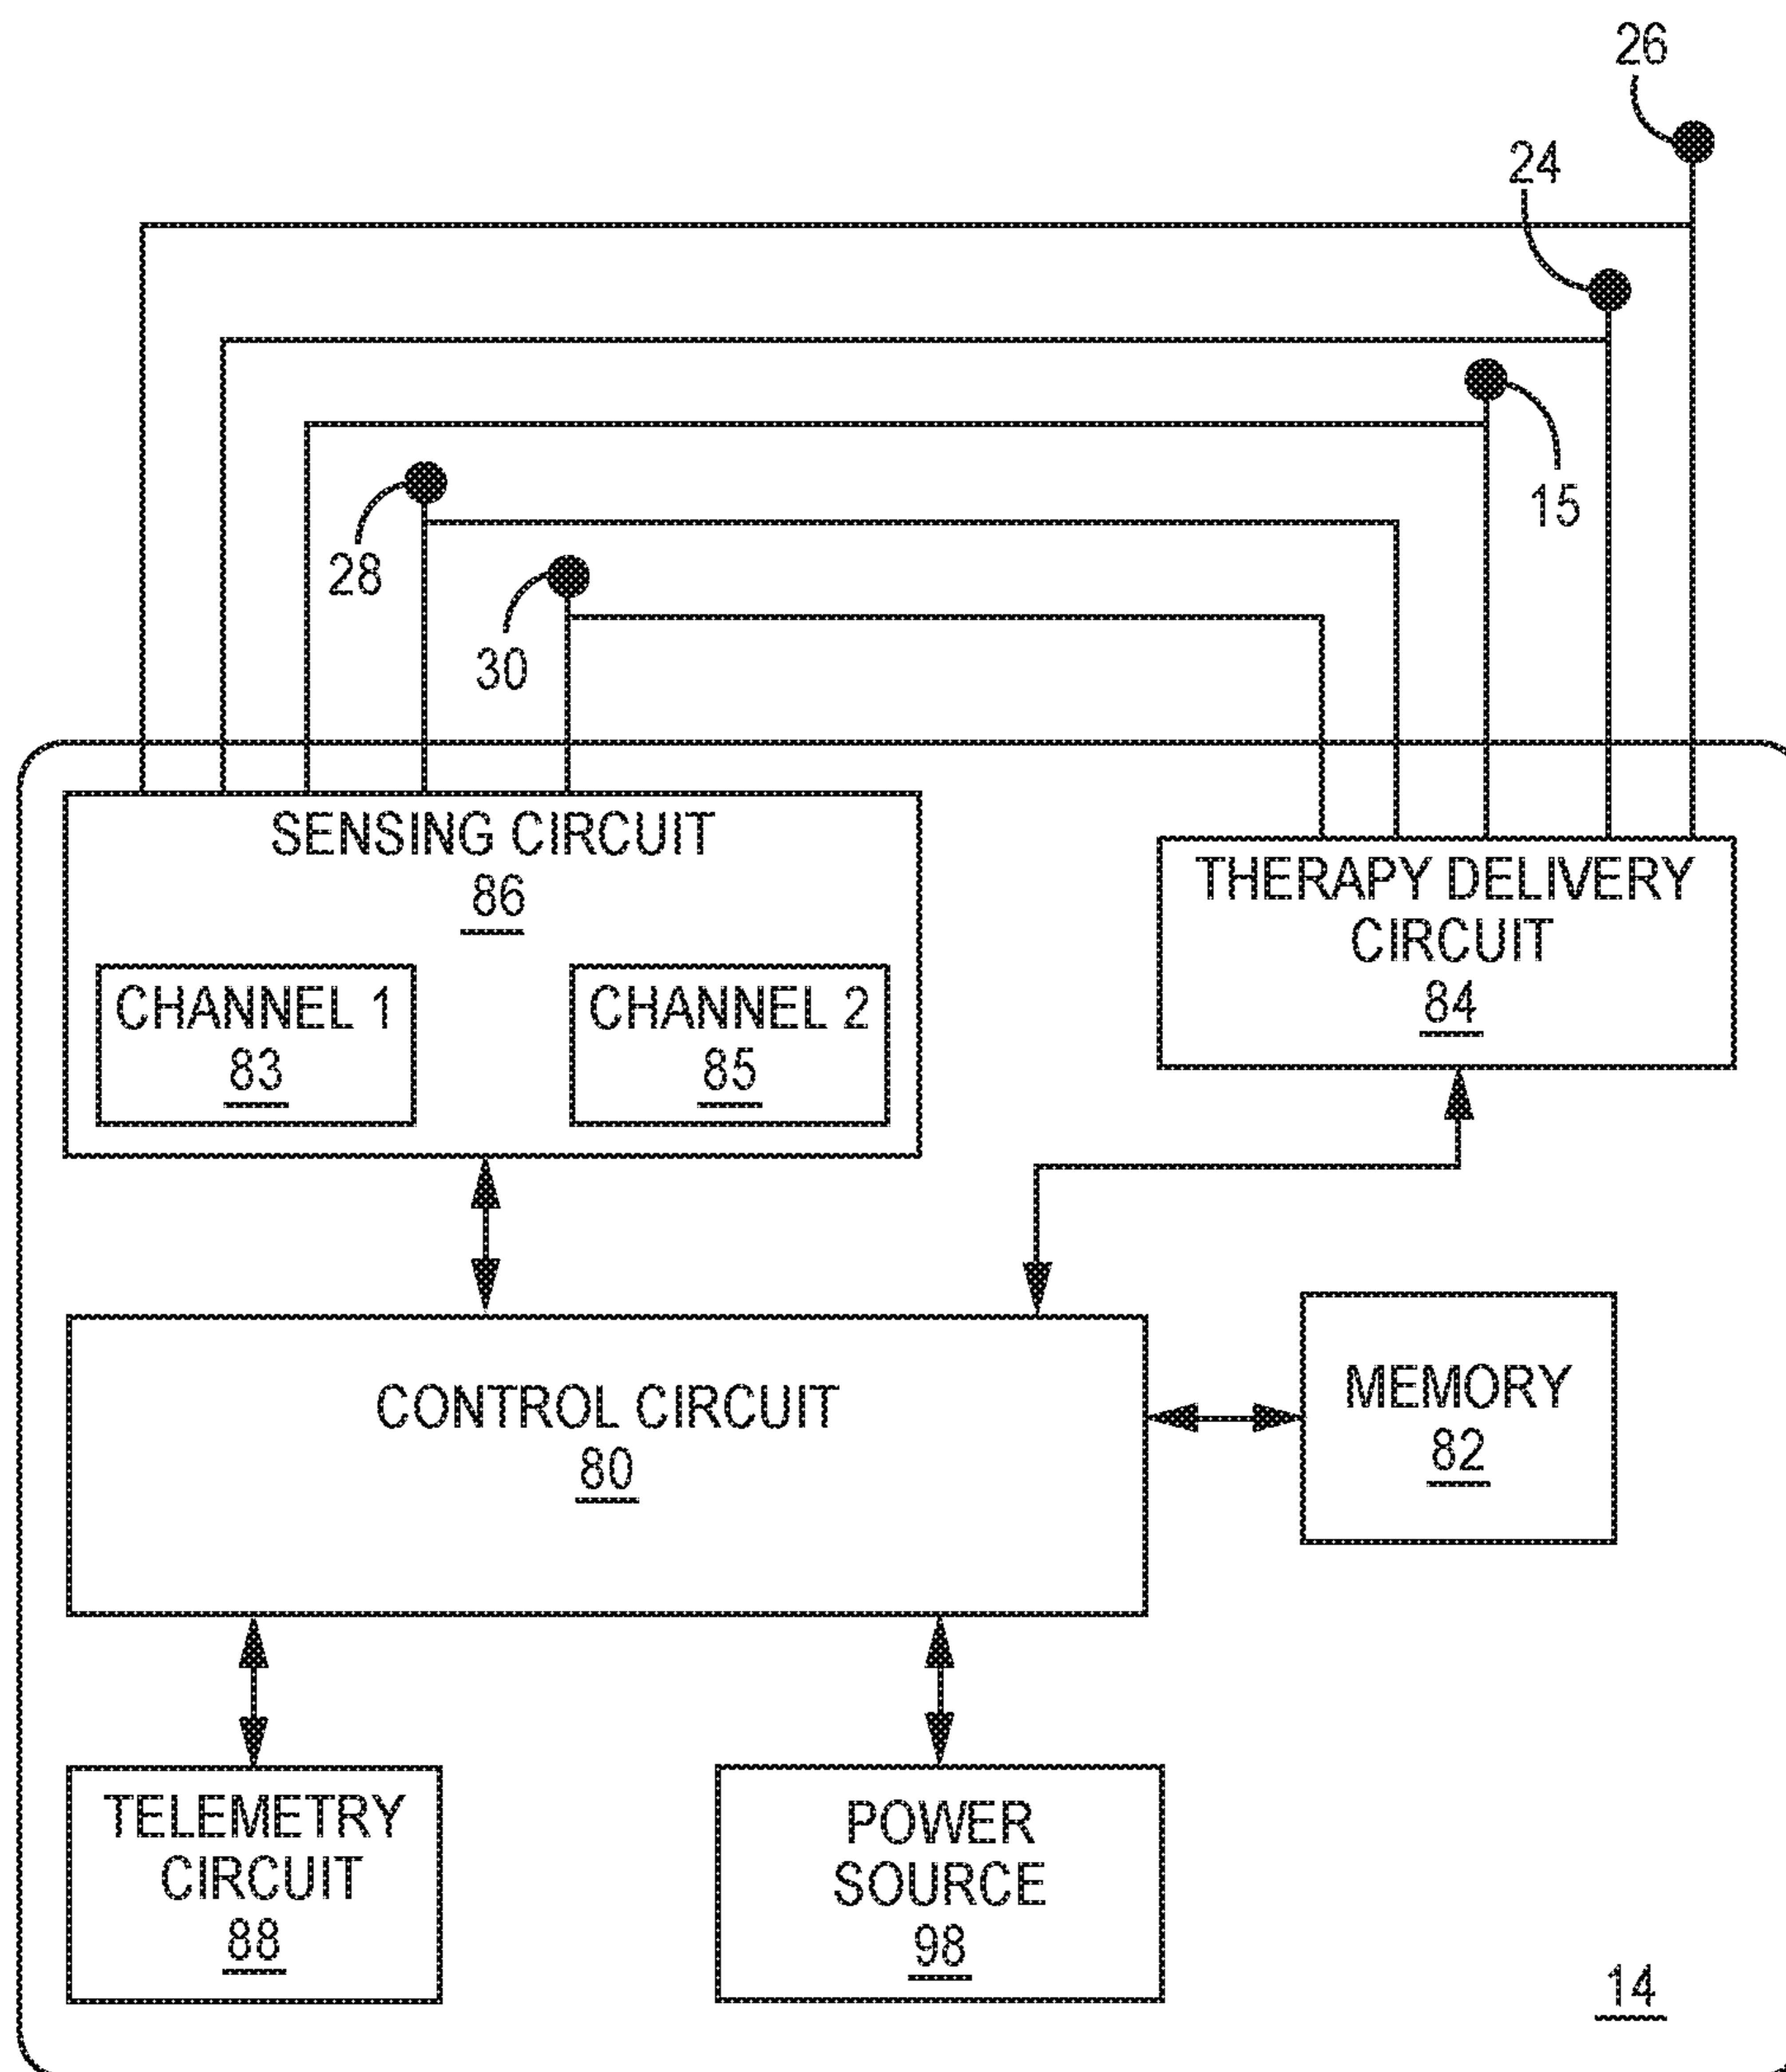 26
24
15
28
30
SENSING CIRCUIT
86
CHANNEL 1
83
CHANNEL 2
85
THERAPY DELIVERY
CIRCUIT
84
CONTROL CIRCUIT
80
MEMORY
82
TELEMETRY
CIRCUIT
88
POWER
SOURCE
98
14